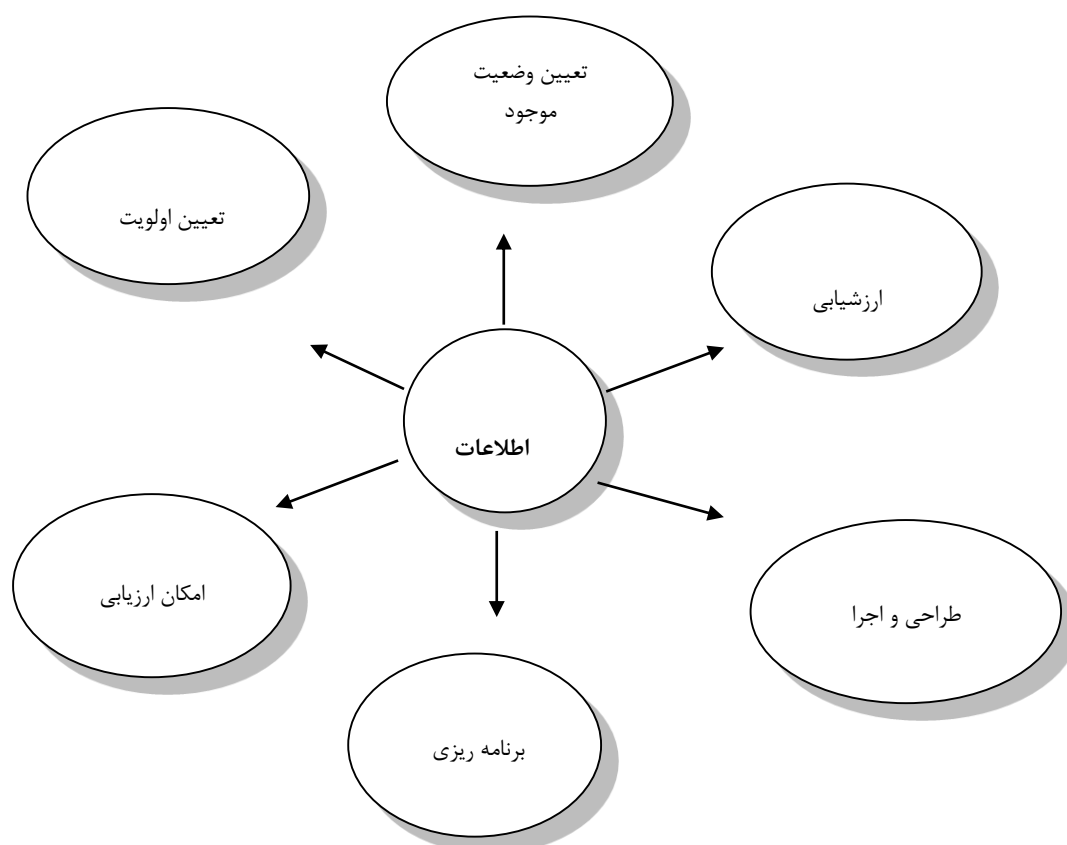 تعیین وضعیت
موجود
تعیین اولویت
ارزشیابی
اطلاعات
امکان ارزیابی
طراحی و اجرا
برنامه ریزی